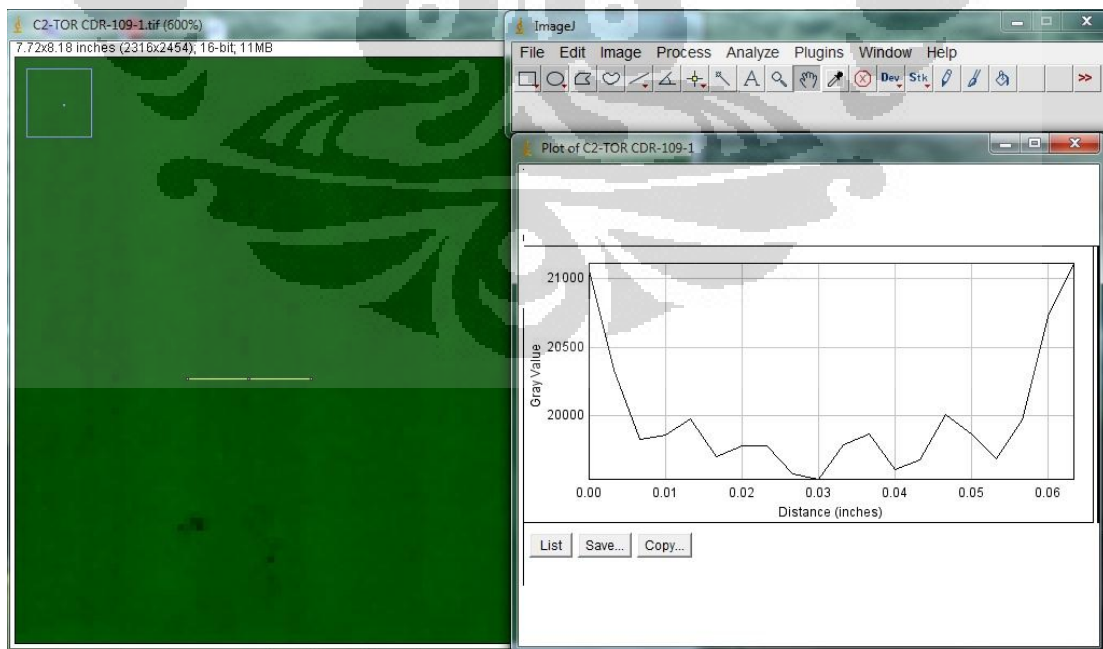 C2-TOR CDR-109-1.tif (600%)
7.72x8.18 inches (2316x2454); 16-bit; 11MB
ImageJ
File Edit Image Process Analyze Plugins Window Help
A Dev Stk >>
Plot of C2-TOR CDR-109-1
21000
20500
20000
Gray Value
0.00 0.01 0.02 0.03 0.04 0.05 0.06
Distance (inches)
List Save... Copy...